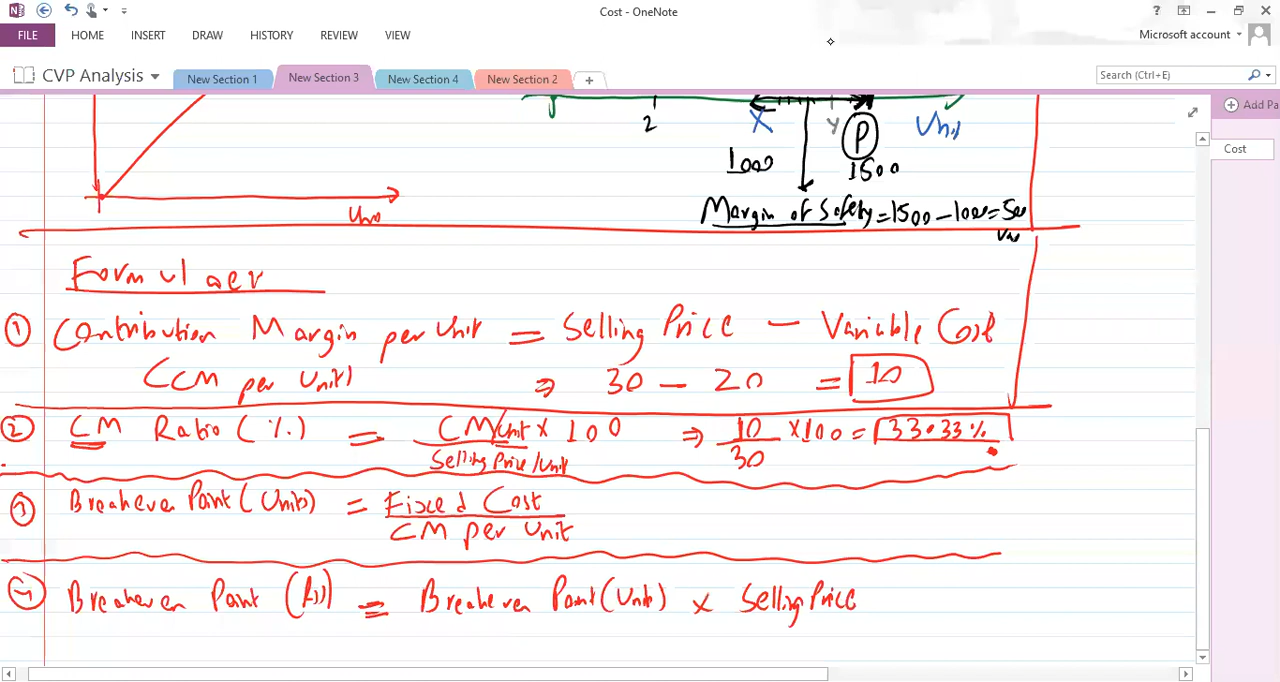 Cost - OneNote
FILE HOME INSERT DRAW HISTORY REVIEW VIEW
Microsoft account
CVP Analysis New Section 1 New Section 3 New Section 4 New Section 2
Search (Ctrl+E)
Add Pa
Cost
2 X Y P Unit
1000 1500
Unit
Margin of Safety = 1500 - 1000 = 500
Formulaer
① Contribution Margin per Unit = Selling Price - Variable Cost
(CM per Unit) ⇒ 30 - 20 = 10
② CM Ratio (%) = CM/Unit × 100 ⇒ 10 × 100 = 33.33%
Selling Price/Unit 30
③ Breakeven Point (Units) = Fixed Cost
CM per Unit
④ Breakeven Point (Rs) = Breakeven Point (Units) × Selling Price